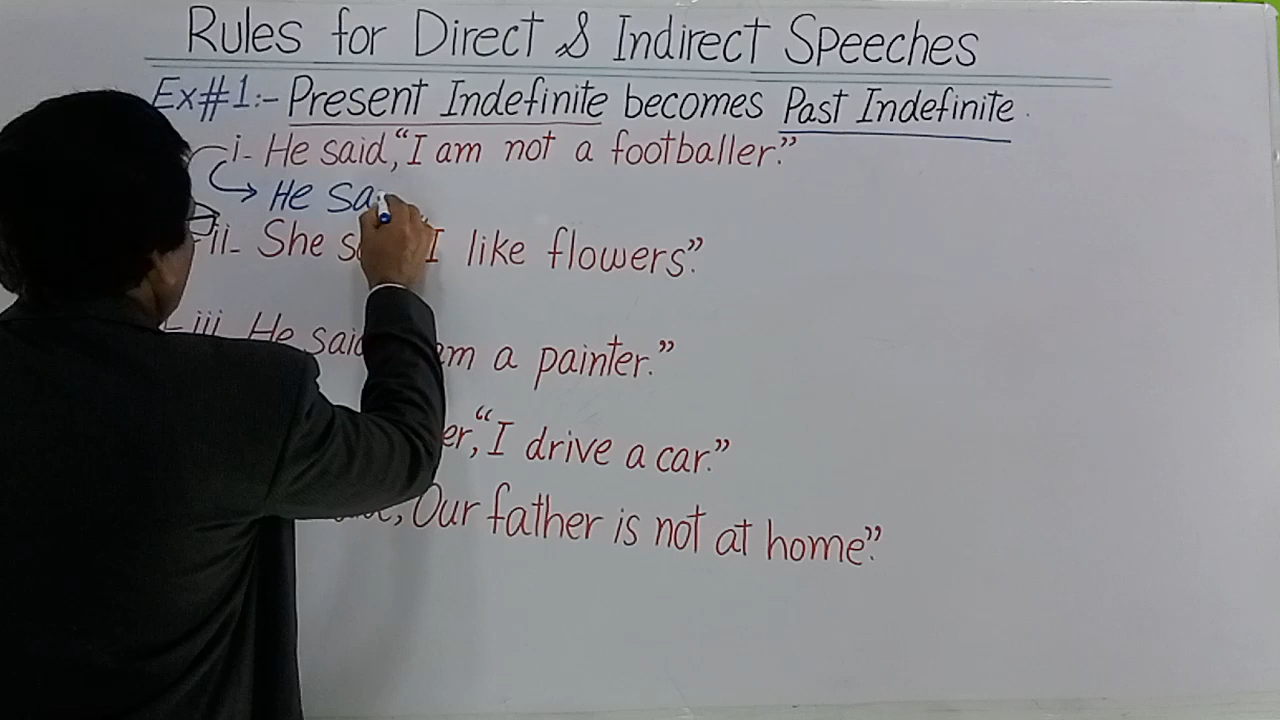 Rules for Direct & Indirect Speeches
Ex#1:- Present Indefinite becomes Past Indefinite.
i- He said, “I am not a footballer.”
He sa
ii- She I like flowers.”
iii He said am a painter.”
“I drive a car.”
Our father is not at home.”